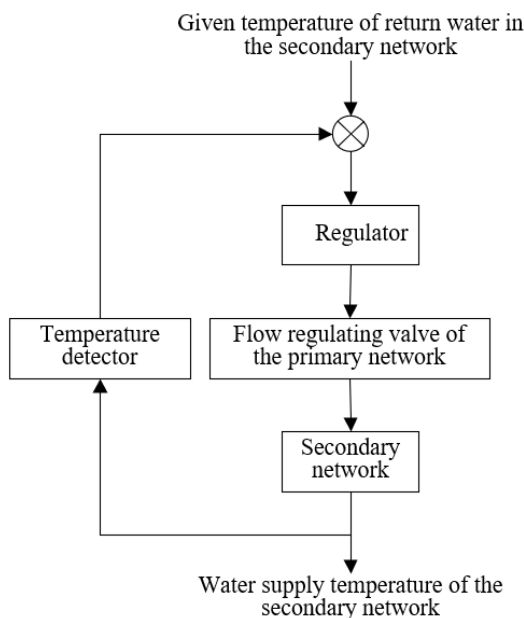 Given temperature of return water in
the secondary network
Regulator
Temperature
detector
Flow regulating valve of
the primary network
Secondary
network
Water supply temperature of the
secondary network